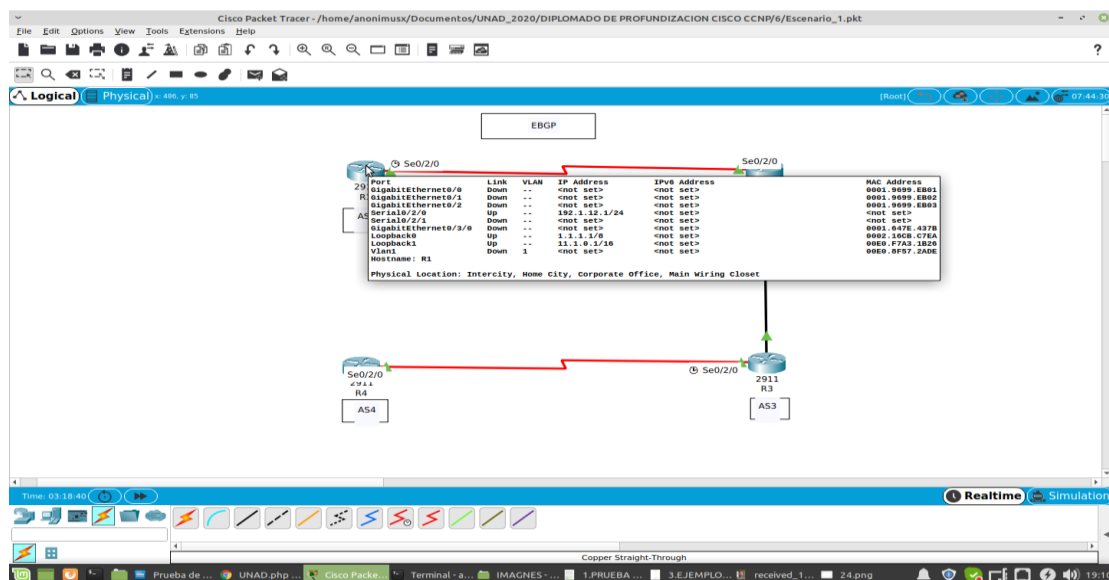 Cisco Packet Tracer - /home/anonimusx/Documentos/UNAD_2020/DIPLOMADO DE PROFUNDIZACION CISCO CCNP/6/Escenario_1.pkt
File Edit Options View Tools Extensions Help
?
Logical Physical x: 486, y: 85 [Root] 07:44:30
EBGP
Se0/2/0 Se0/2/0
Port Link VLAN IP Address IPv6 Address MAC Address
GigabitEthernet0/0 Down -- <not set> <not set> 0001.9699.EB01
GigabitEthernet0/1 Down -- <not set> <not set> 0001.9699.EB02
GigabitEthernet0/2 Down -- <not set> <not set> 0001.9699.EB03
Serial0/2/0 Up -- 192.1.12.1/24 <not set> <not set>
Serial0/2/1 Down -- <not set> <not set> <not set>
GigabitEthernet0/3/0 Down -- <not set> <not set> 0001.647E.437B
Loopback0 Up -- 1.1.1.1/8 <not set> 0002.16CB.C7EA
Loopback1 Up -- 11.1.0.1/16 <not set> 00E0.F7A3.1B26
Vlan1 Down 1 <not set> <not set> 00E0.8F57.2ADE
Hostname: R1
Physical Location: Intercity, Home City, Corporate Office, Main Wiring Closet
Se0/2/0 Se0/2/0
2911 2911
R4 R3
AS4 AS3
Time: 03:18:40 Realtime Simulation
Copper Straight-Through
Prueba de ... UNAD.php ... Cisco Packe... Terminal - a... IMAGNES - ... 1.PRUEBA ... 3.EJEMPLO... received_1... 24.png